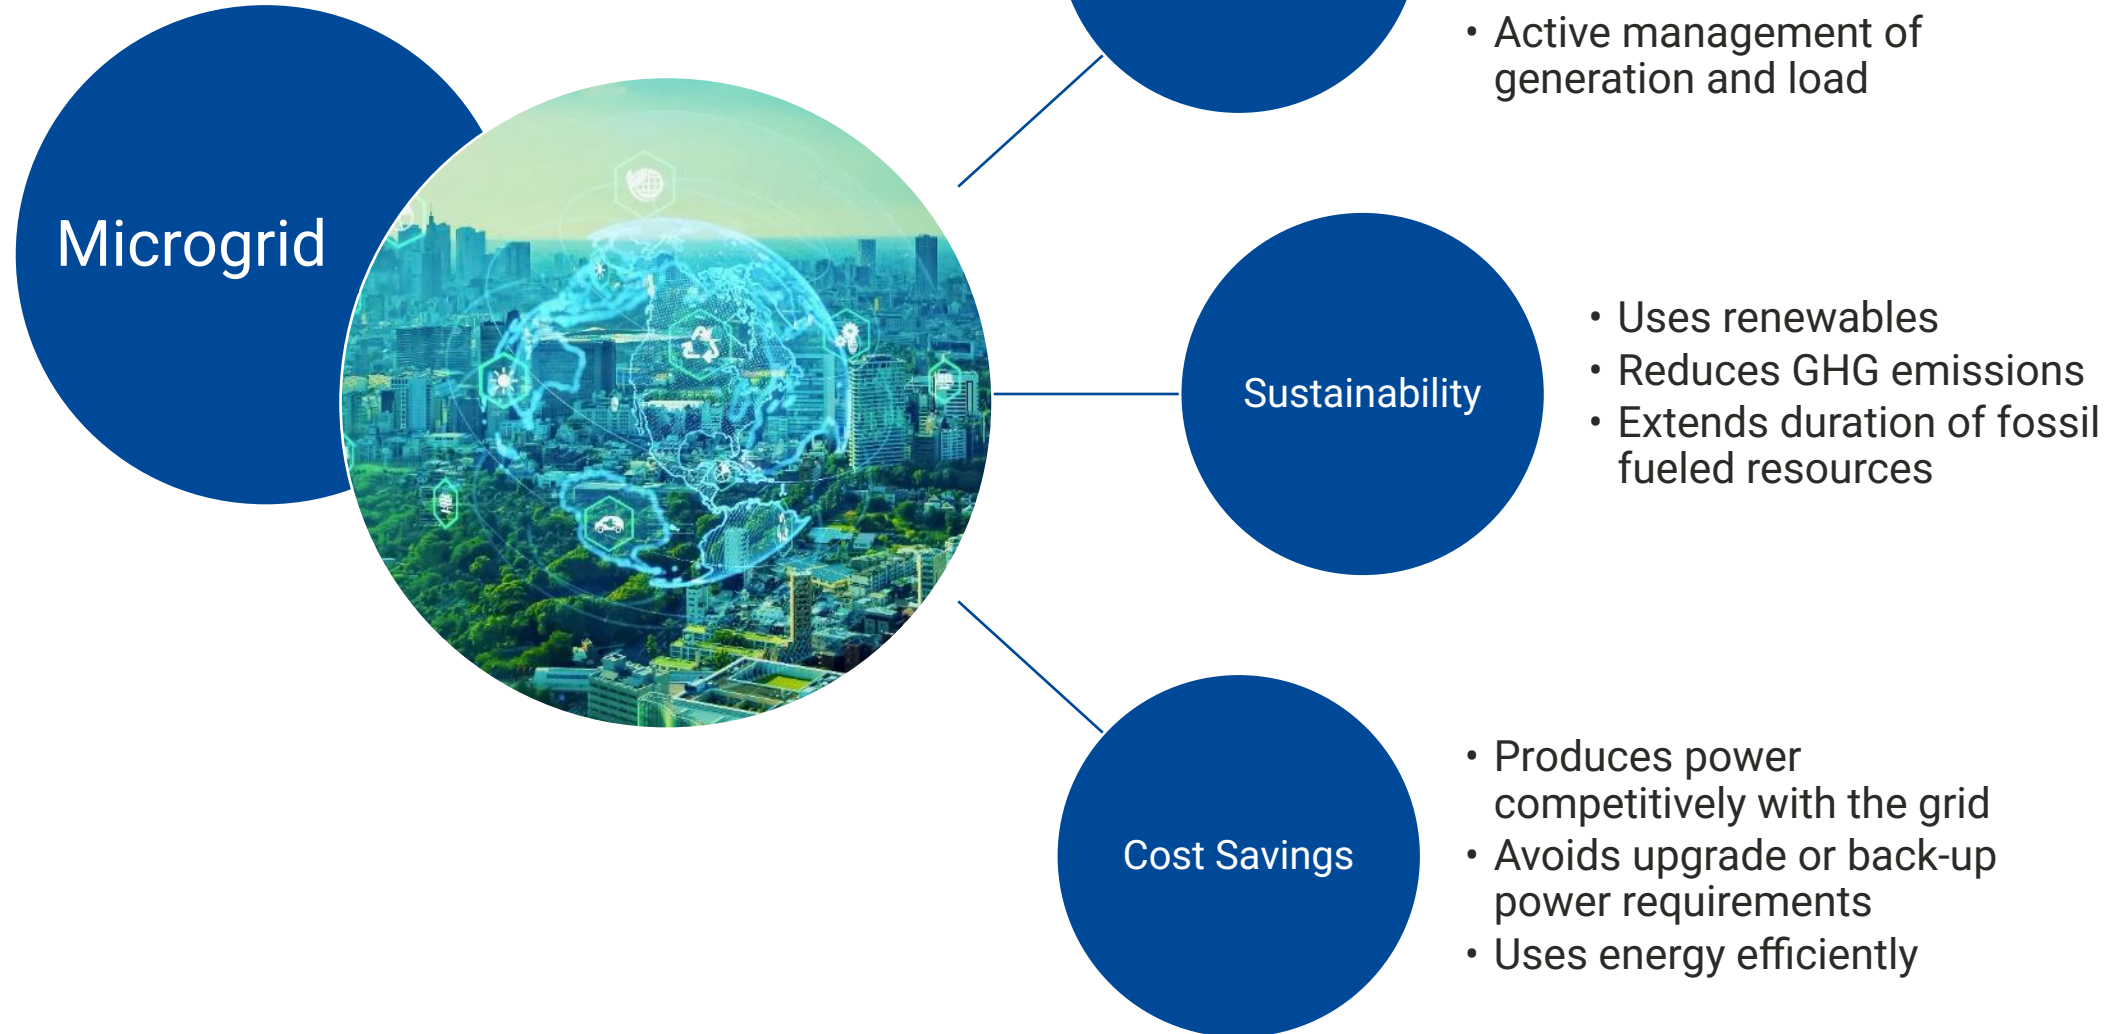 Microgrid
• Active management of
generation and load
Sustainability
• Uses renewables
• Reduces GHG emissions
• Extends duration of fossil
fueled resources
Cost Savings
• Produces power
competitively with the grid
• Avoids upgrade or back-up
power requirements
• Uses energy efficiently